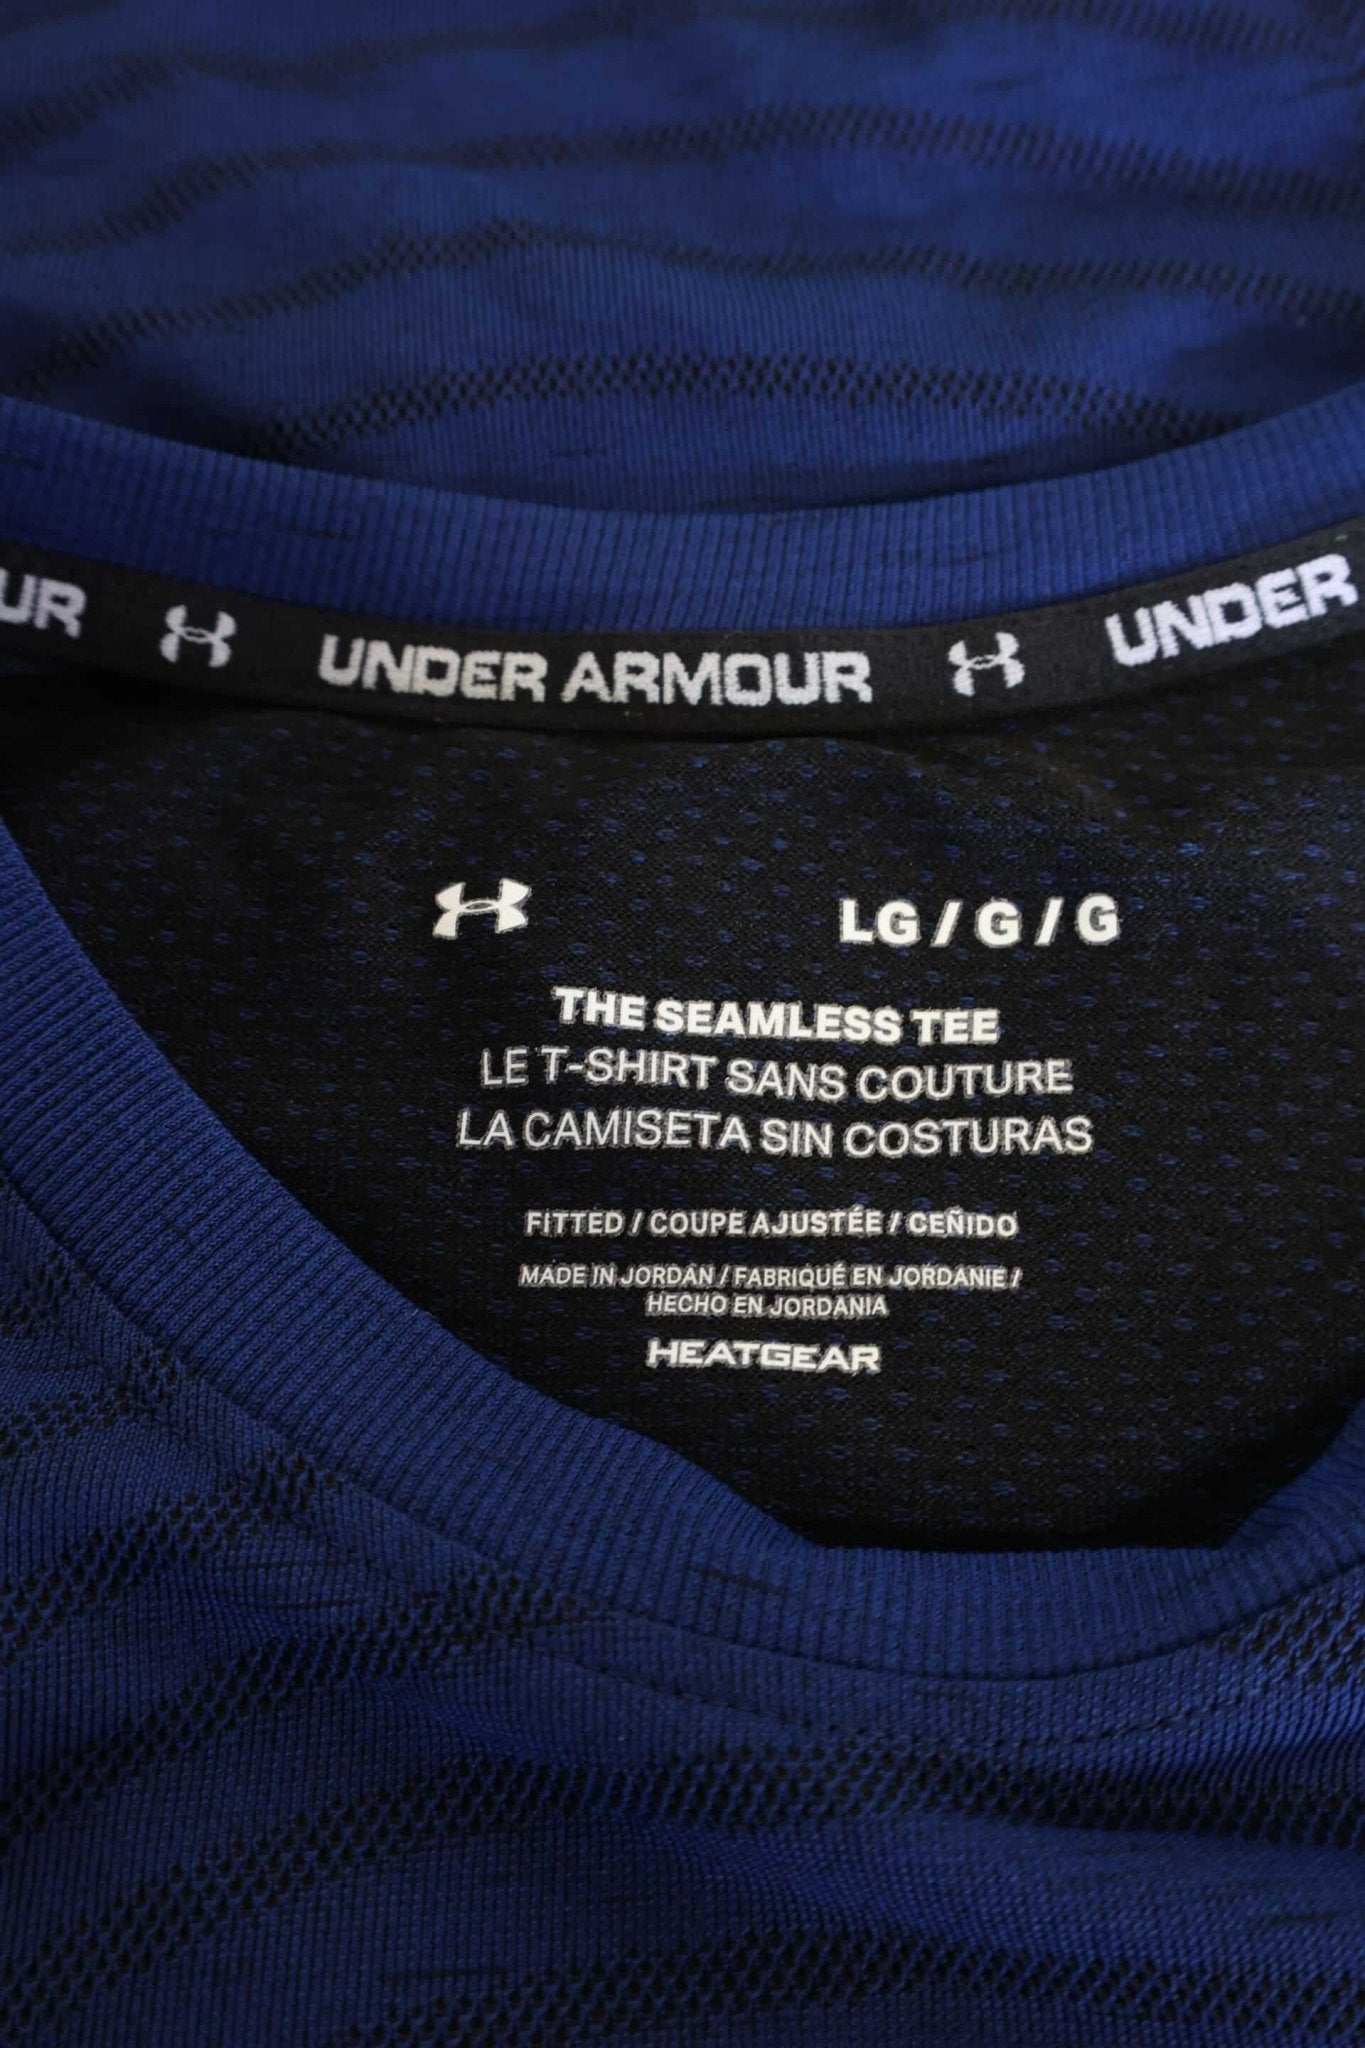 UR UNDER ARMOUR UNDER
LG / G / G
THE SEAMLESS TEE
LE T-SHIRT SANS COUTURE
LA CAMISETA SIN COSTURAS
FITTED / COUPE AJUSTÉE / CEÑIDO
MADE IN JORDAN / FABRIQUÉ EN JORDANIE /
HECHO EN JORDANIA
HEATGEAR